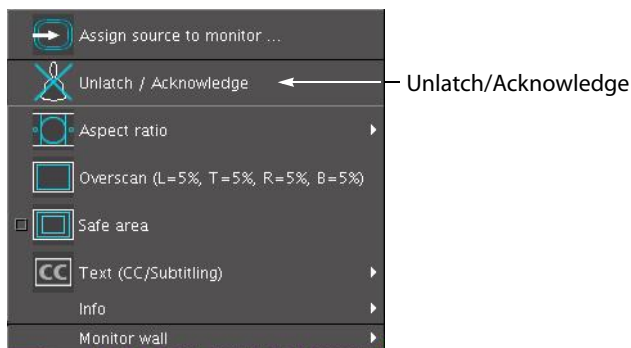 Assign source to monitor ...
Unlatch / Acknowledge
Unlatch/Acknowledge
Aspect ratio
Overscan (L=5%, T=5%, R=5%, B=5%)
Safe area
CC Text (CC/Subtitling)
Info
Monitor wall